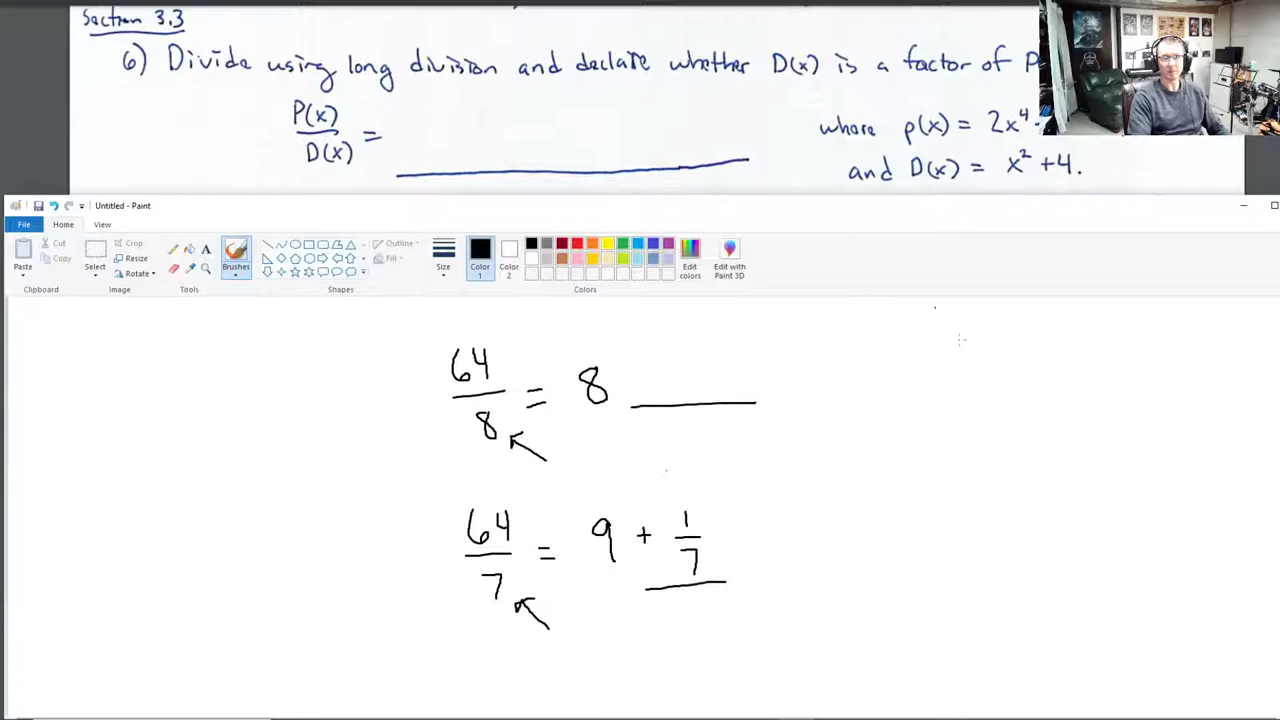 Section 3.3
6) Divide using long division and declare whether D(x) is a factor of P
P(x)
D(x)
=
where p(x) = 2x⁴
and D(x) = x² + 4.
Untitled - Paint
File Home View
Paste
Cut
Copy
Clipboard
Select
Crop
Resize
Rotate
Image
A
Tools
Brushes
Outline
Fill
Shapes
Size
Color 1
Color 2
Edit colors
Edit with Paint 3D
Colors
64
8
= 8
64
7
= 9 + 1/7